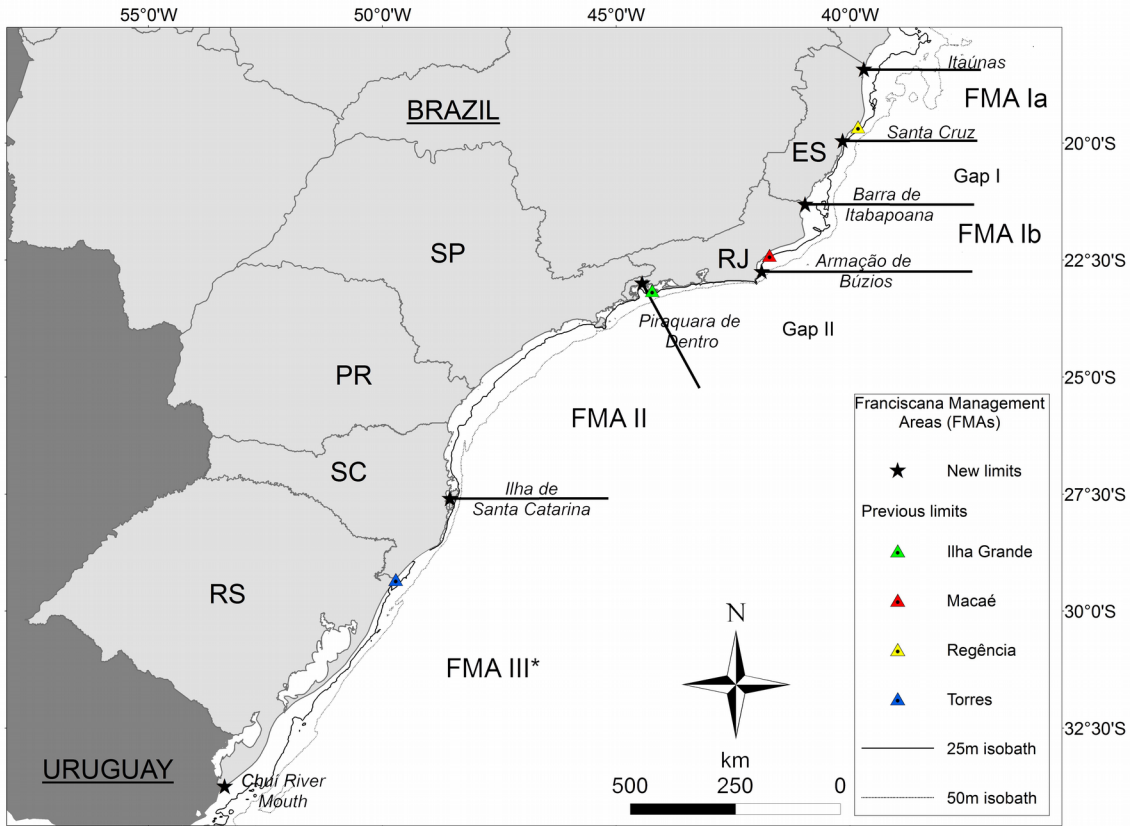 55°0'W 50°0'W 45°0'W 40°0'W
Itaúnas
FMA Ia
BRAZIL
Santa Cruz
20°0'S
ES
Gap I
Barra de
Itabapoana
FMA Ib
SP
RJ
Armação de
Búzios
22°30'S
Piraquara de
Dentro
Gap II
PR
25°0'S
FMA II
SC
Ilha de
Santa Catarina
27°30'S
RS
30°0'S
FMA III*
32°30'S
URUGUAY
Chuí River
Mouth
N
km
500 250 0
Franciscana Management
Areas (FMAs)
New limits
Previous limits
Ilha Grande
Macaé
Regência
Torres
25m isobath
50m isobath